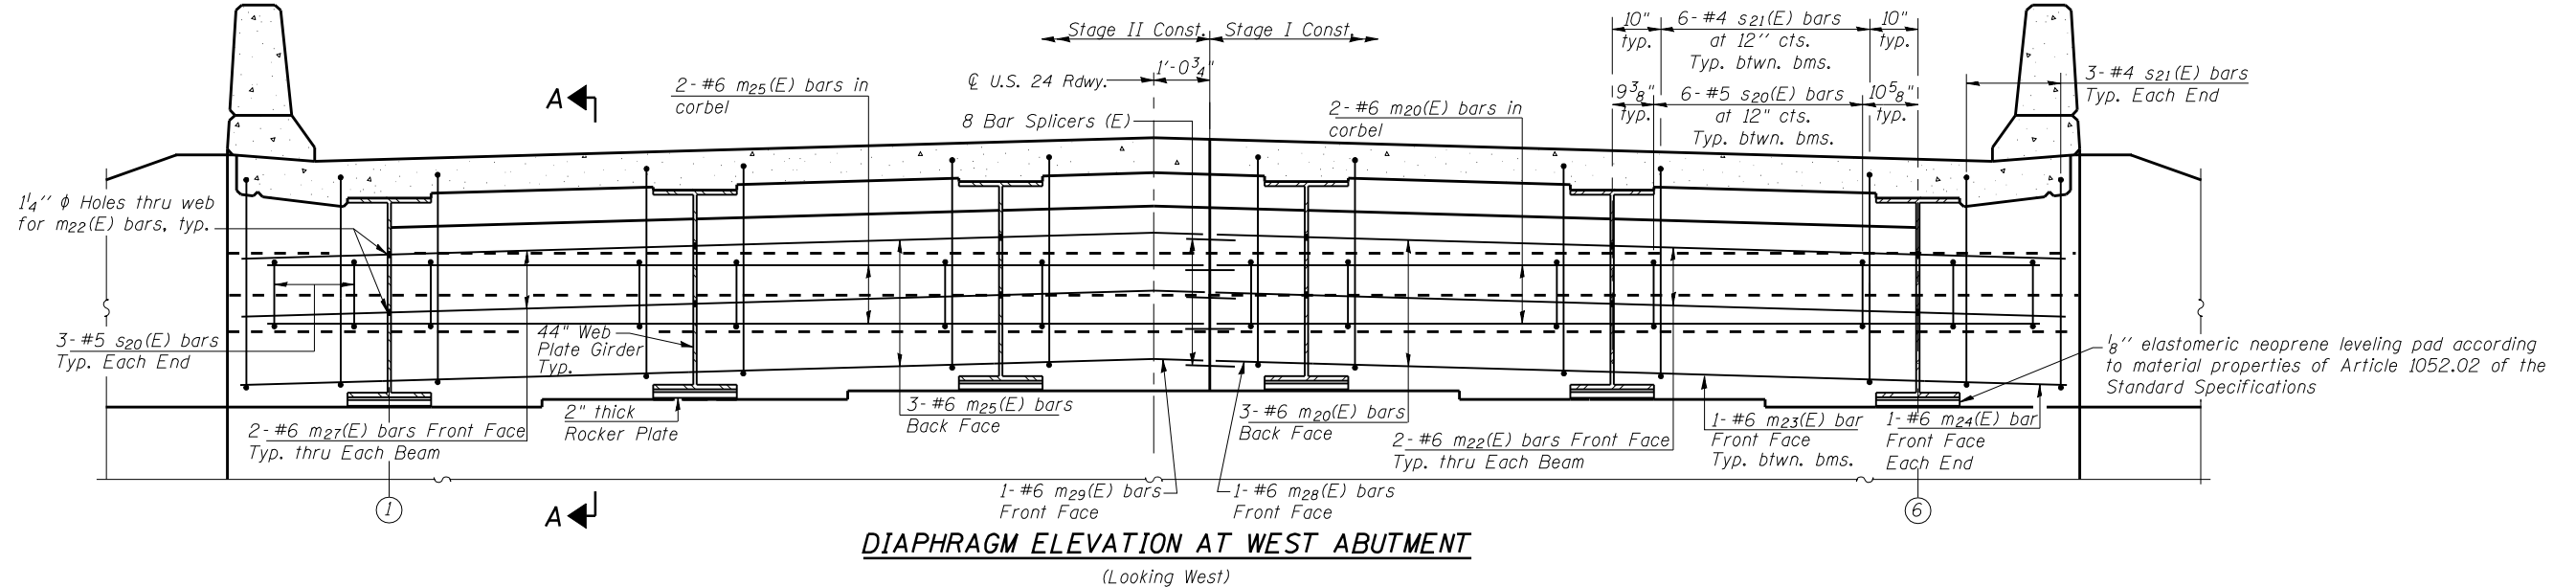 Stage II Const.
Stage I Const.
℄ U.S. 24 Rdwy.
1'-0 3/4"
10"
typ.
6-#4 s21(E) bars
at 12" cts.
Typ. btwn. bms.
10"
typ.
9 3/8"
typ.
6-#5 s20(E) bars
at 12" cts.
Typ. btwn. bms.
10 5/8"
typ.
3-#4 s21(E) bars
Typ. Each End
A
2-#6 m25(E) bars in
corbel
8 Bar Splicers (E)
2-#6 m20(E) bars in
corbel
1 1/4" ϕ Holes thru web
for m22(E) bars, typ.
3-#5 s20(E) bars
Typ. Each End
44" Web
Plate Girder
Typ.
1/8" elastomeric neoprene leveling pad according
to material properties of Article 1052.02 of the
Standard Specifications
2-#6 m27(E) bars Front Face
Typ. thru Each Beam
2" thick
Rocker Plate
3-#6 m25(E) bars
Back Face
3-#6 m20(E) bars
Back Face
2-#6 m22(E) bars Front Face
Typ. thru Each Beam
1-#6 m23(E) bar
Front Face
Typ. btwn. bms.
1-#6 m24(E) bar
Front Face
Each End
1-#6 m29(E) bars
Front Face
1-#6 m28(E) bars
Front Face
1
A
6
DIAPHRAGM ELEVATION AT WEST ABUTMENT
(Looking West)